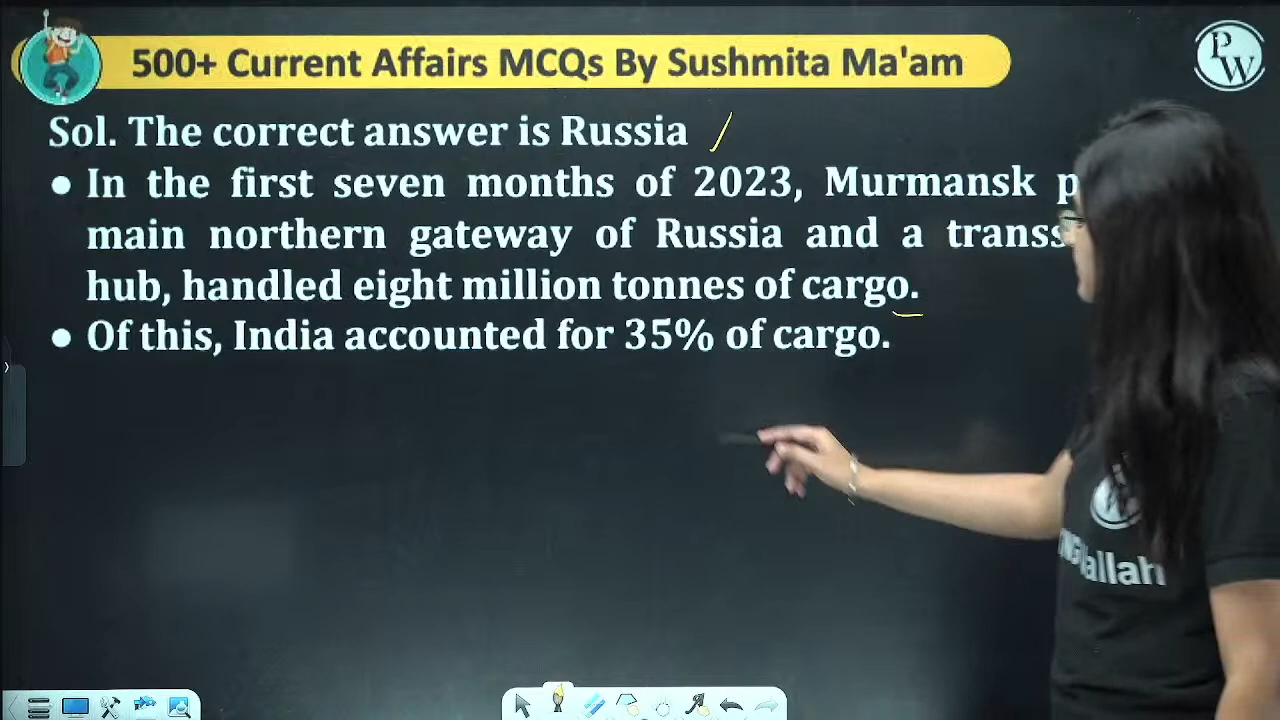 500+ Current Affairs MCQs By Sushmita Ma'am
PW
Sol. The correct answer is Russia
● In the first seven months of 2023, Murmansk
main northern gateway of Russia and a
hub, handled eight million tonnes of cargo.
● Of this, India accounted for 35% of cargo.